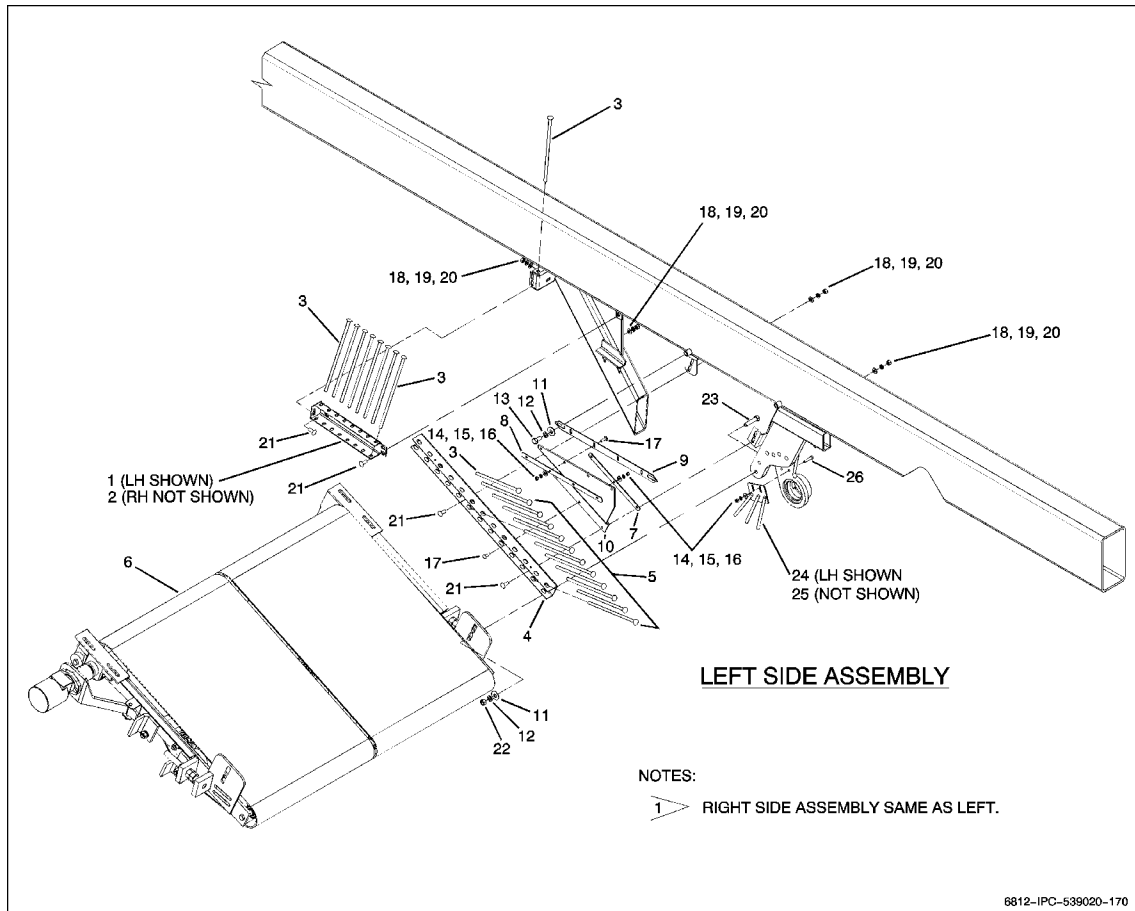 3
18, 19, 20
18, 19, 20
18, 19, 20
18, 19, 20
3
3
23
11
12
13
8
17
14, 15, 16
9
3
26
21
1 (LH SHOWN)
2 (RH NOT SHOWN)
21
21
7
10
14, 15, 16
17
5
24 (LH SHOWN
25 (NOT SHOWN)
6
21
4
LEFT SIDE ASSEMBLY
11
22
12
NOTES:
1 RIGHT SIDE ASSEMBLY SAME AS LEFT.
6812-IPC-539020-170